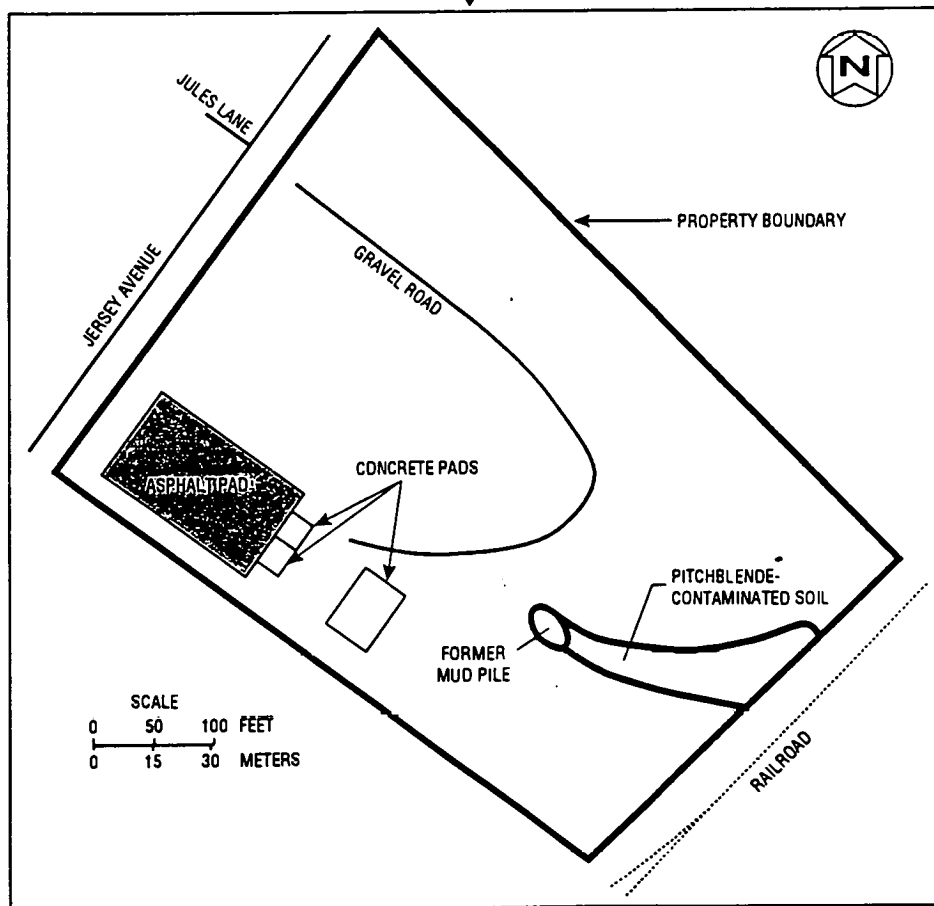 N
JULES LANE
PROPERTY BOUNDARY
GRAVEL ROAD
JERSEY AVENUE
CONCRETE PADS
ASPHALT PAD
PITCHBLENDE-
CONTAMINATED SOIL
FORMER
MUD PILE
SCALE
0 50 100 FEET
0 15 30 METERS
RAILROAD